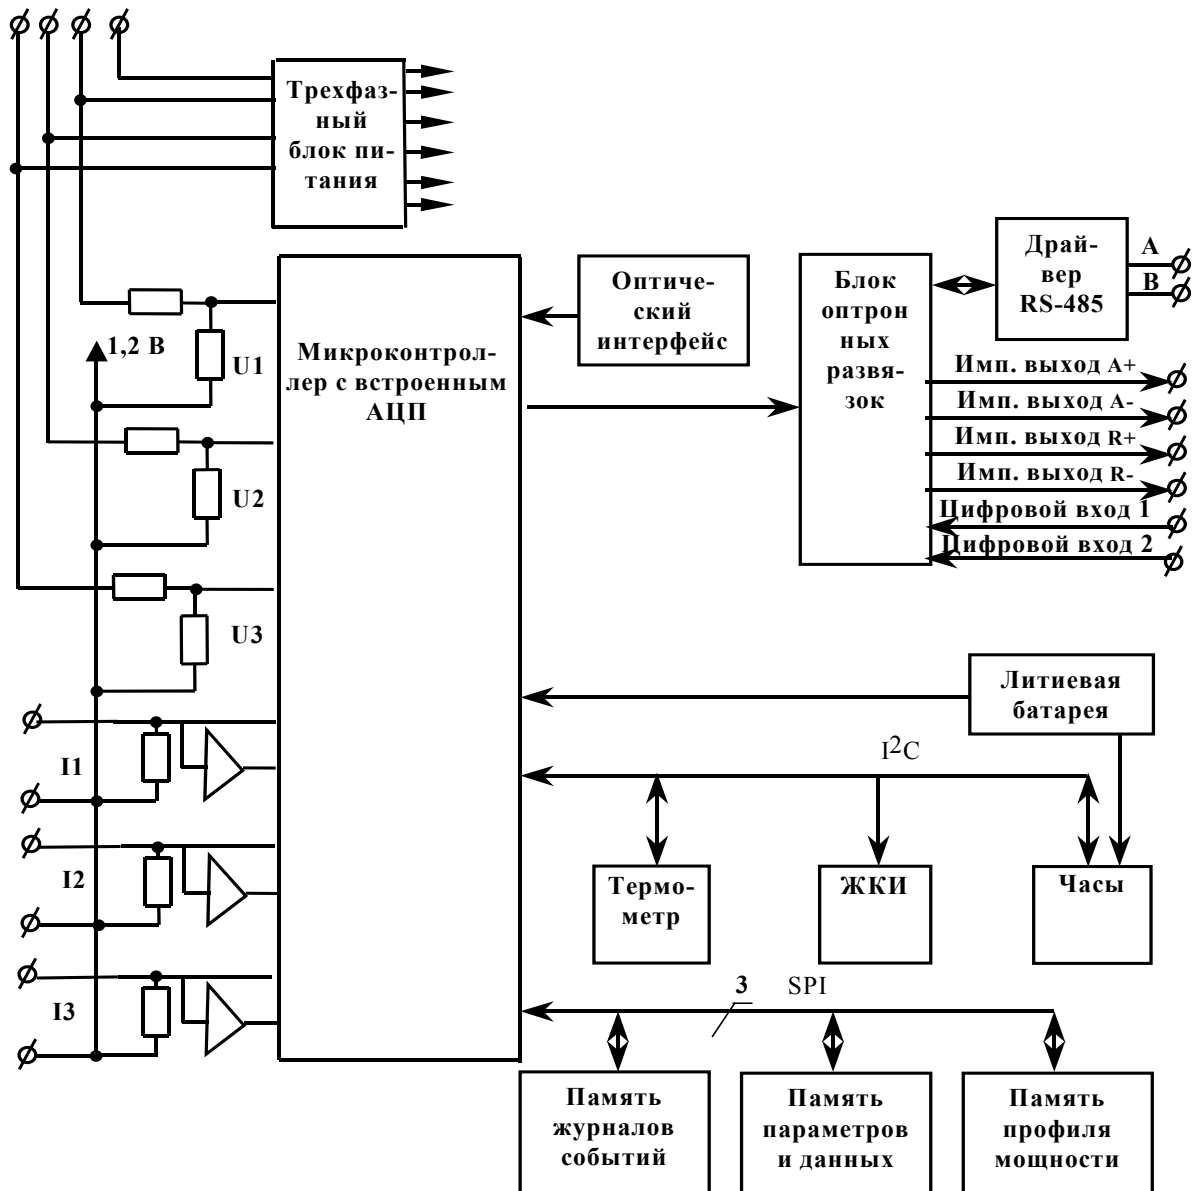 Трехфаз-
ный
блок пи-
тания
Драй-
вер
RS-485
A
B
Оптиче-
ский
интерфейс
Блок
оптрон
ных
развя-
зок
1,2 В
U1
Микроконтрол-
лер с встроенным
АЦП
Имп. выход А+
Имп. выход А-
Имп. выход R+
Имп. выход R-
Цифровой вход 1
Цифровой вход 2
U2
U3
Литиевая
батарея
I1
I²C
I2
Термо-
метр
ЖКИ
Часы
I3
3 SPI
Память
журналов
событий
Память
параметров
и данных
Память
профиля
мощности